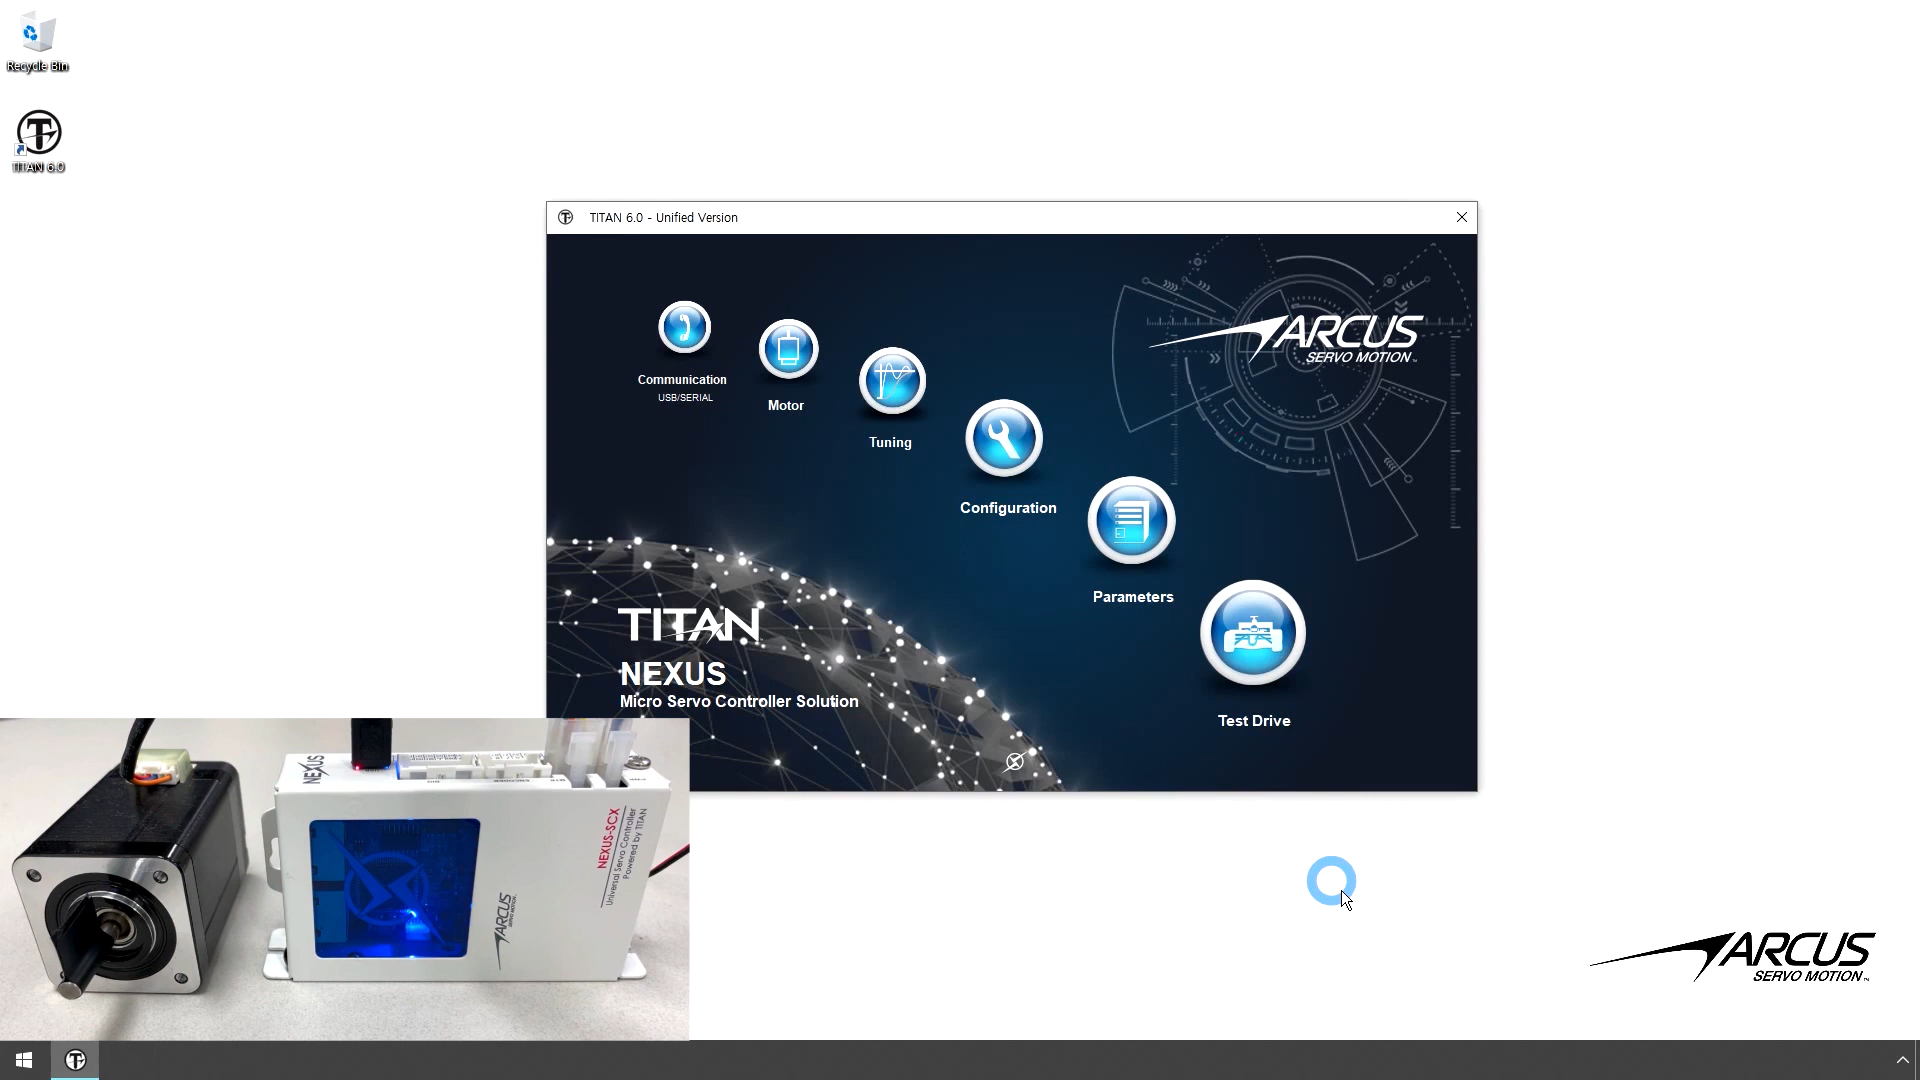 Recycle Bin
TITAN 6.0
TITAN 6.0 - Unified Version
ARCUS
SERVO MOTION
Communication
USB/SERIAL
Motor
Tuning
Configuration
Parameters
Test Drive
TITAN
NEXUS
Micro Servo Controller Solution
NEXUS
NEXUS-SCX
Universal Servo Controller
Powered by TITAN
ARCUS
SERVO MOTION
ARCUS
SERVO MOTION